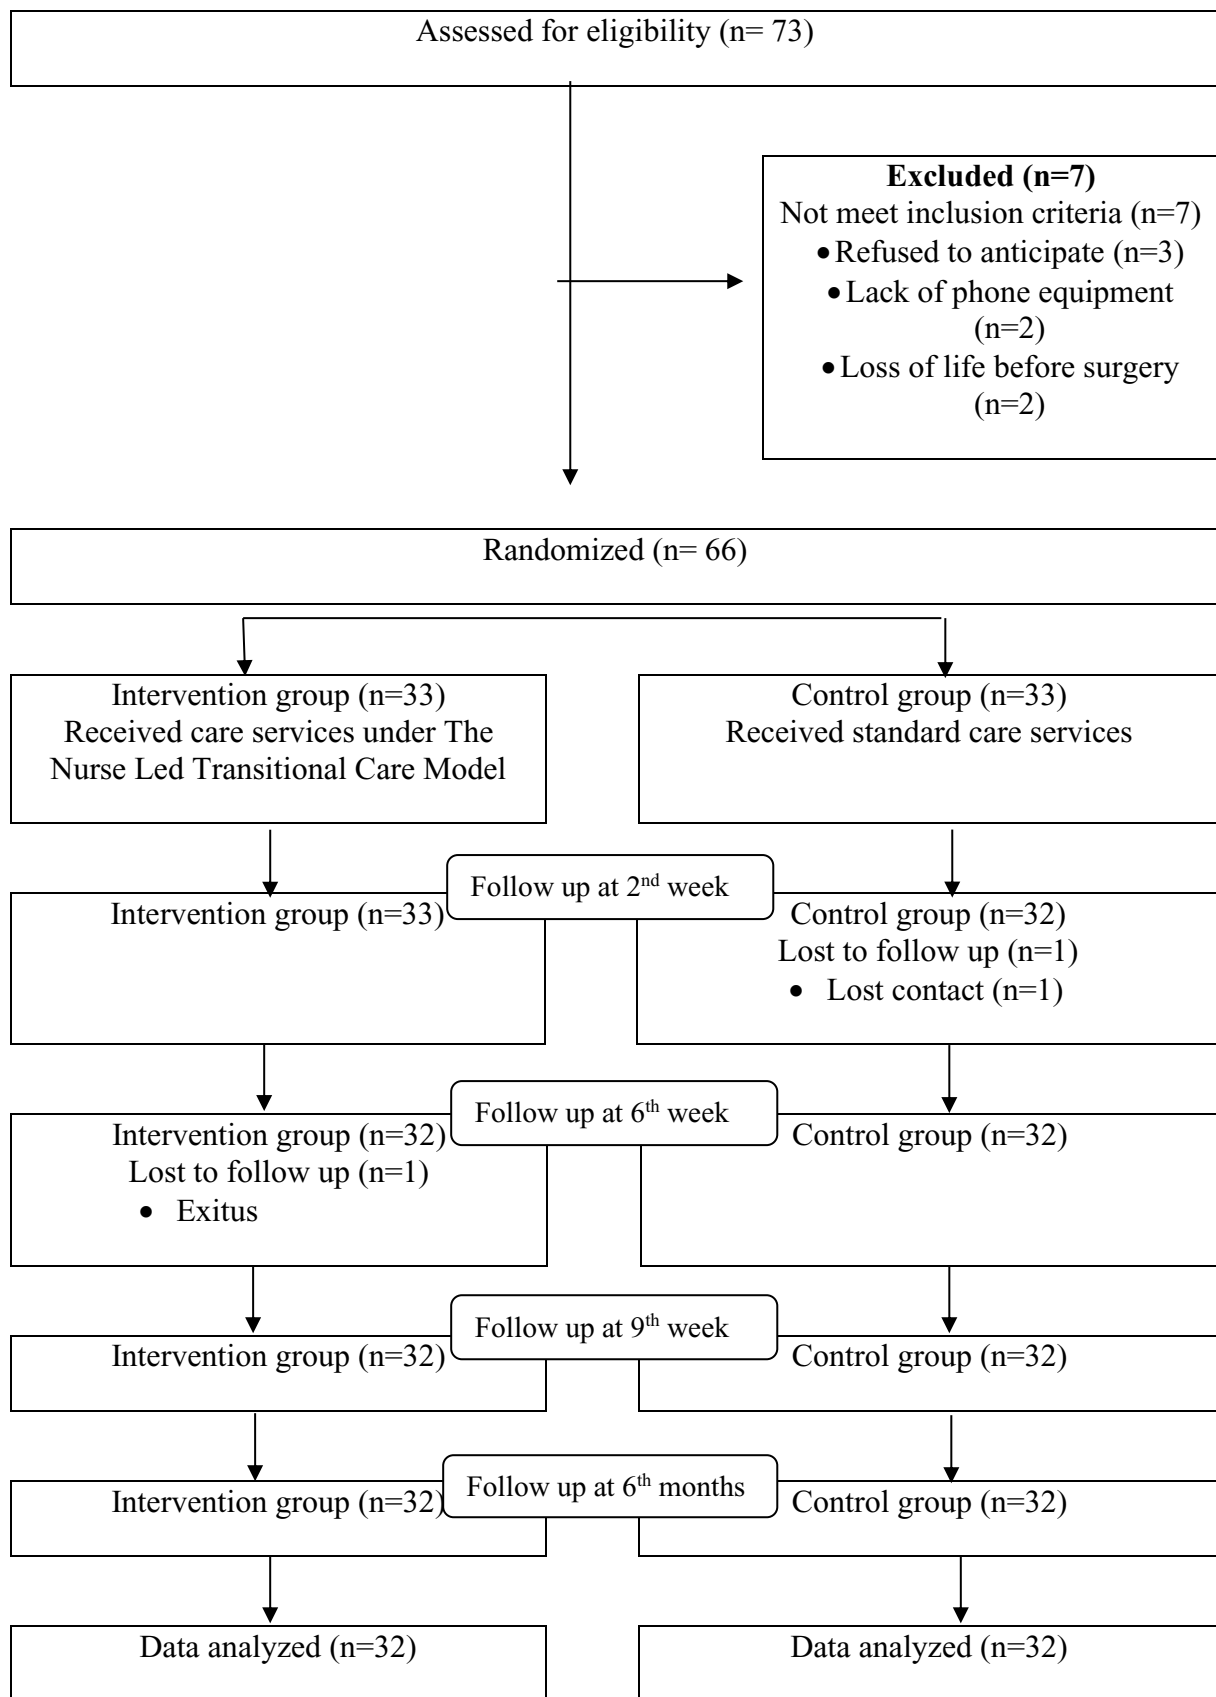 Assessed for eligibility (n= 73)
Excluded (n=7)
Not meet inclusion criteria (n=7)
• Refused to anticipate (n=3)
• Lack of phone equipment
(n=2)
• Loss of life before surgery
(n=2)
Randomized (n= 66)
Intervention group (n=33)
Received care services under The
Nurse Led Transitional Care Model
Control group (n=33)
Received standard care services
Follow up at 2nd week
Intervention group (n=33)
Control group (n=32)
Lost to follow up (n=1)
• Lost contact (n=1)
Follow up at 6th week
Intervention group (n=32)
Lost to follow up (n=1)
• Exitus
Control group (n=32)
Follow up at 9th week
Intervention group (n=32)
Control group (n=32)
Follow up at 6th months
Intervention group (n=32)
Control group (n=32)
Data analyzed (n=32)
Data analyzed (n=32)